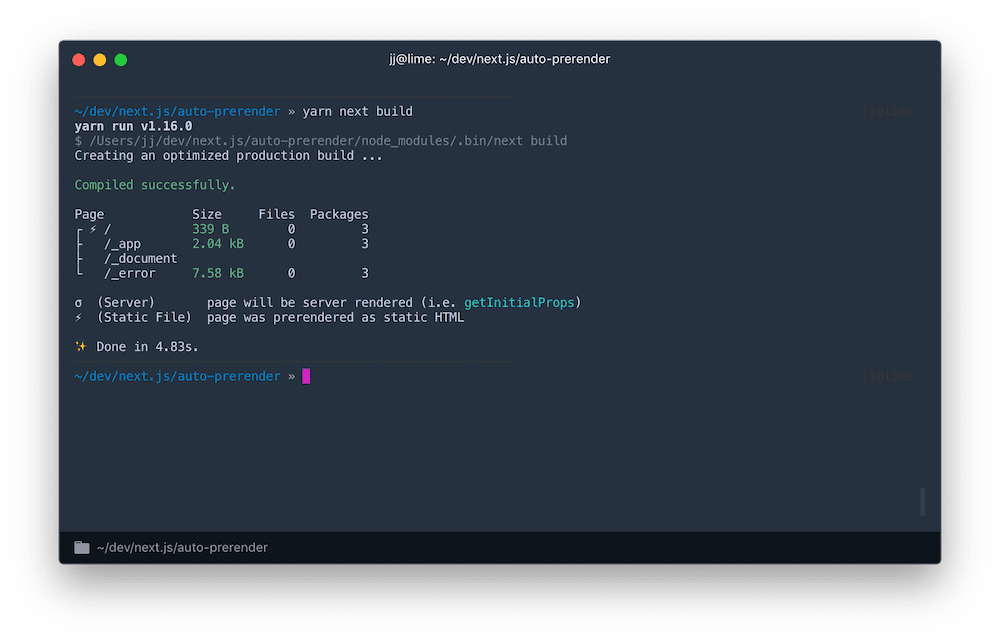 jj@lime: ~/dev/next.js/auto-prerender
~/dev/next.js/auto-prerender » yarn next build jj@lime
yarn run v1.16.0
$ /Users/jj/dev/next.js/auto-prerender/node_modules/.bin/next build
Creating an optimized production build ...
Compiled successfully.
Page Size Files Packages
┌ ⚡ / 339 B 0 3
├ /_app 2.04 kB 0 3
├ /_document
└ /_error 7.58 kB 0 3
σ (Server) page will be server rendered (i.e. getInitialProps)
⚡ (Static File) page was prerendered as static HTML
✨ Done in 4.83s.
~/dev/next.js/auto-prerender » jj@lime
~/dev/next.js/auto-prerender